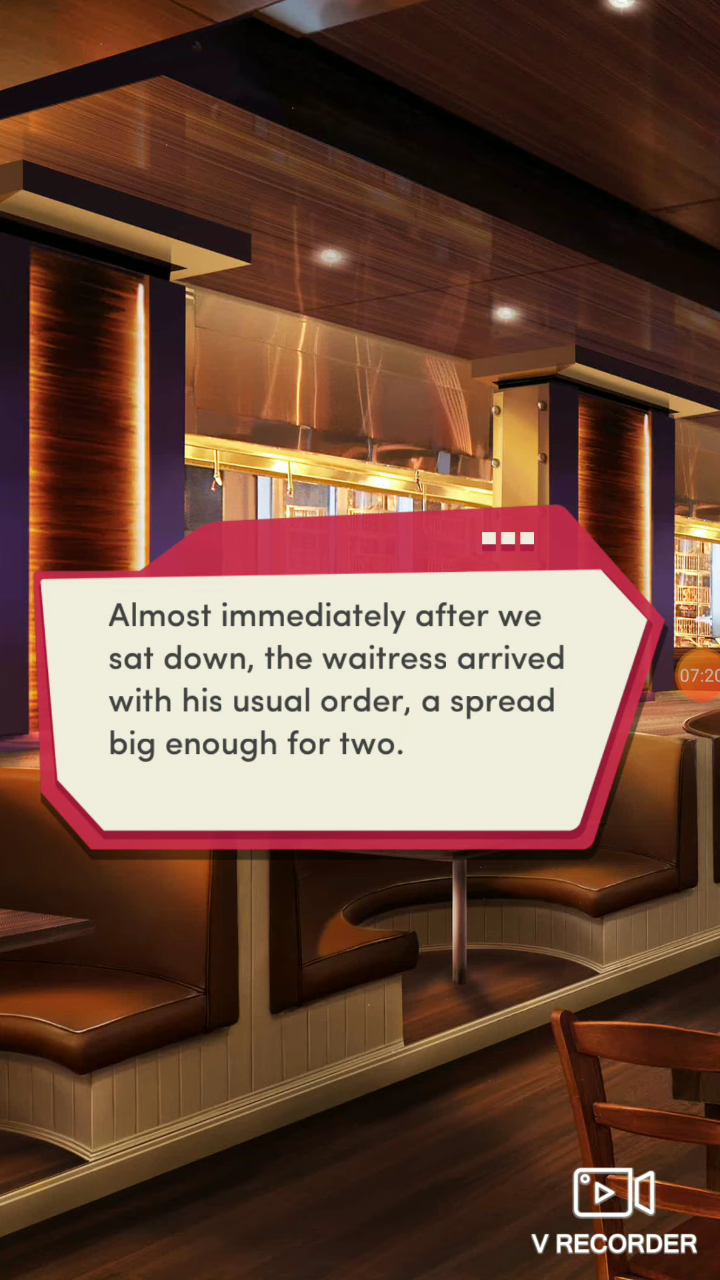 Almost immediately after we
sat down, the waitress arrived
with his usual order, a spread
big enough for two.
07:20
V RECORDER